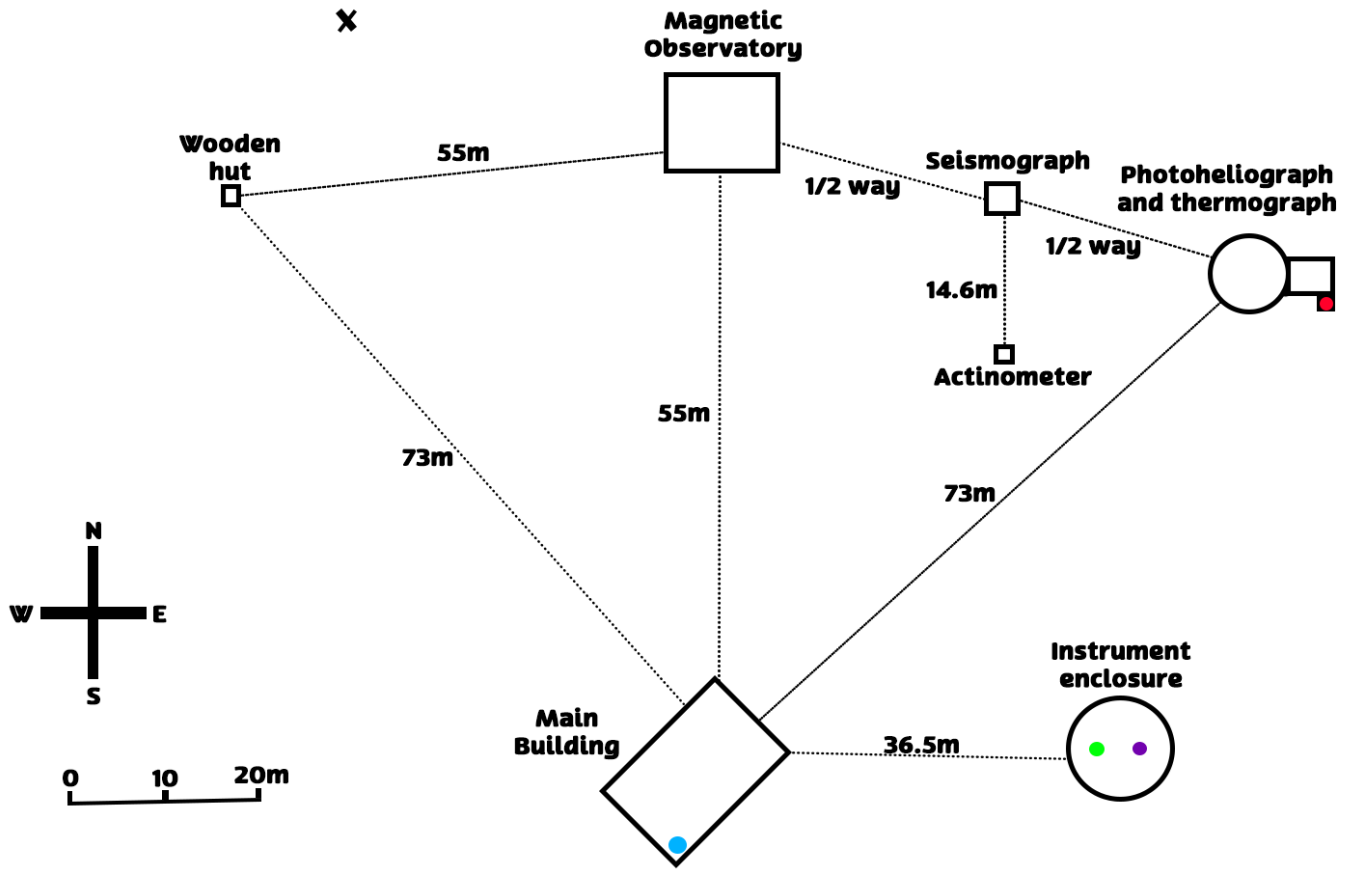 X
Magnetic
Observatory
Wooden
hut
55m
Seismograph
1/2 way
Photoheliograph
and thermograph
1/2 way
14.6m
Actinometer
55m
73m
73m
N
W E
S
Instrument
enclosure
Main
Building
36.5m
0 10 20m